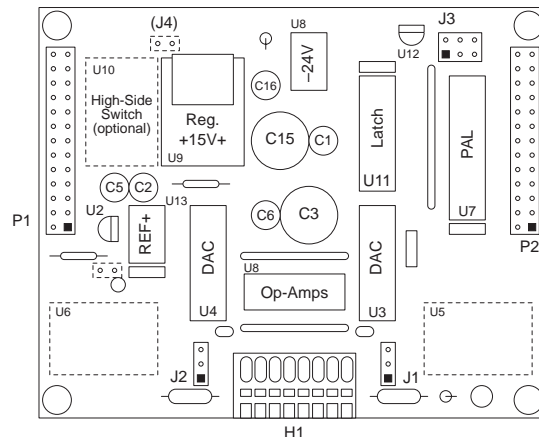 (J4)
U8
J3
U12
U10
–24V
High-Side
Switch
(optional)
Reg.
+15V+
U9
C16
C15
C1
Latch
U11
PAL
U7
P1
C5
C2
U2
U13
REF+
C6
C3
P2
DAC
U4
U8
Op-Amps
DAC
U3
U6
U5
J2
J1
H1